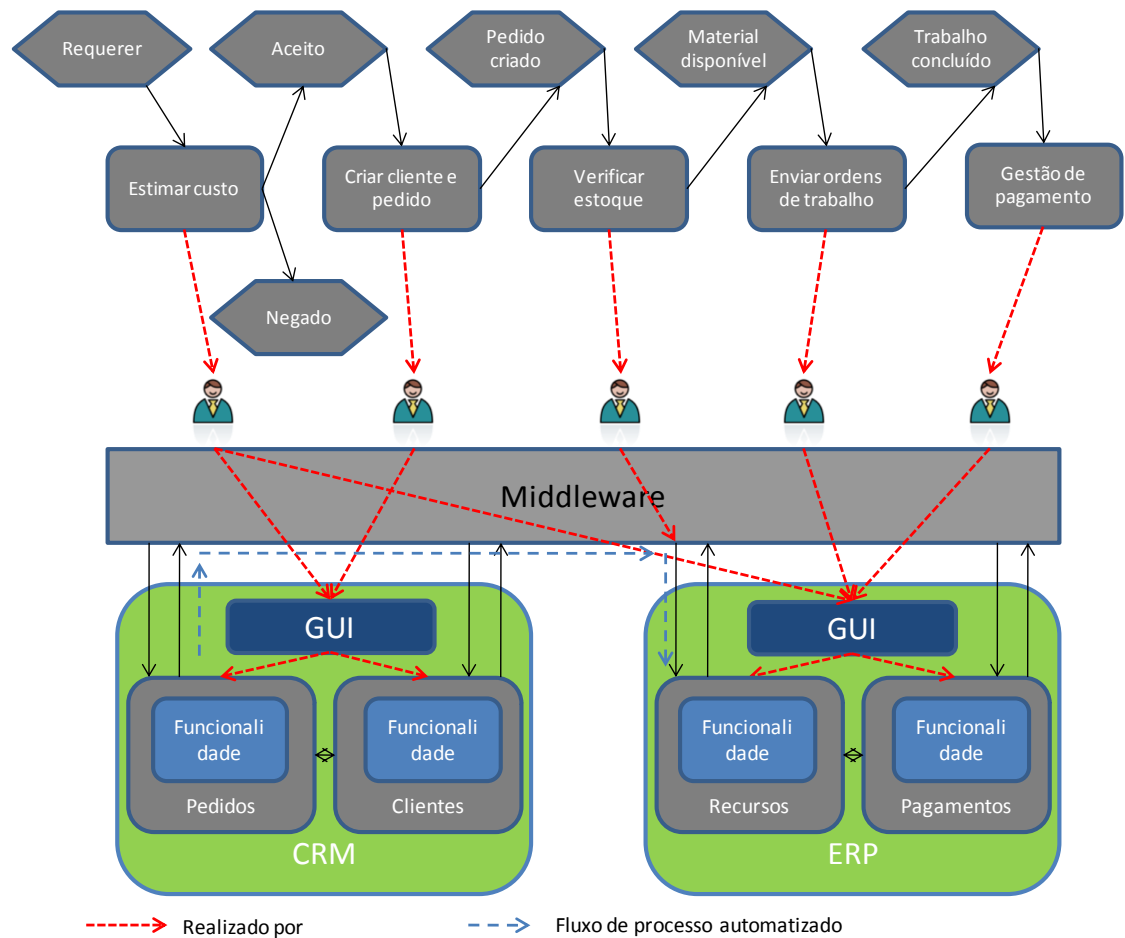 Requerer
Aceito
Pedido
criado
Material
disponível
Trabalho
concluído
Estimar custo
Criar cliente e
pedido
Verificar
estoque
Enviar ordens
de trabalho
Gestão de
pagamento
Negado
Middleware
GUI
GUI
Funcionali
dade
Funcionali
dade
Funcionali
dade
Funcionali
dade
Pedidos
Clientes
Recursos
Pagamentos
CRM
ERP
Realizado por
Fluxo de processo automatizado